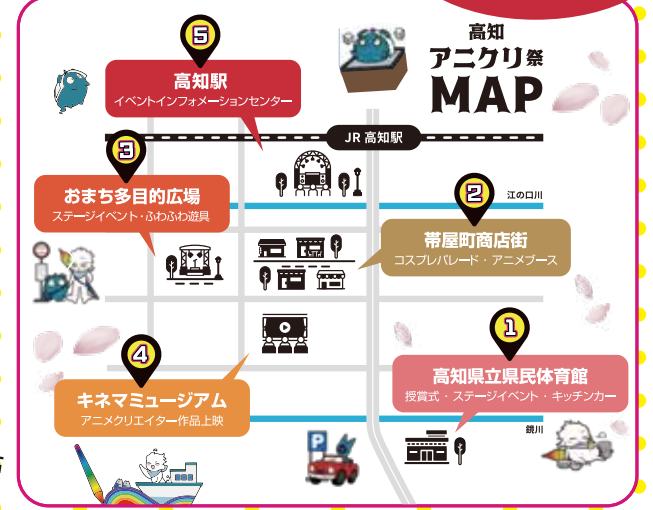 高知
アニクリ祭
MAP
5
高知駅
イベントインフォメーションセンター
JR 高知駅
3
おまち多目的広場
ステージイベント・ふわふわ遊具
2
江の口川
帯屋町商店街
コスプレパレード・アニメブース
1
高知県立県民体育館
授賞式・ステージイベント・キッチンカー
4
キネマミュージアム
アニメクリエイター作品上映
鏡川
P